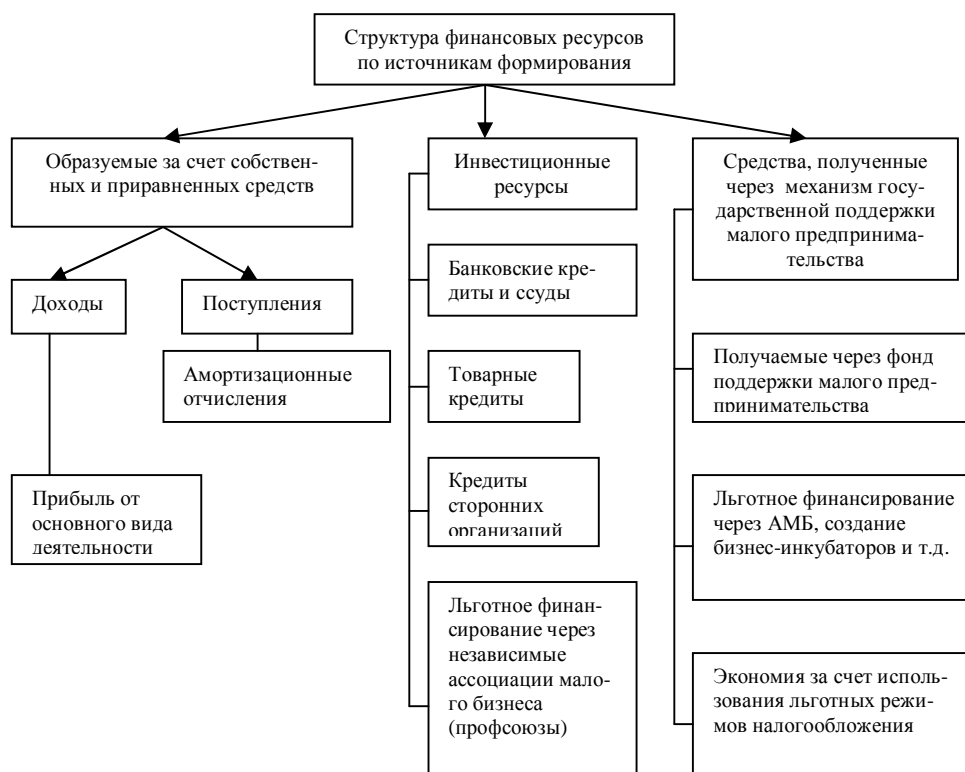 Структура финансовых ресурсов
по источникам формирования
Образуемые за счет собствен-
ных и приравненных средств
Доходы
Прибыль от
основного вида
деятельности
Поступления
Амортизационные
отчисления
Инвестиционные
ресурсы
Банковские кре-
диты и ссуды
Товарные
кредиты
Кредиты
сторонних
организаций
Льготное финан-
сирование через
независимые
ассоциации мало-
го бизнеса
(профсоюзы)
Средства, полученные
через механизм госу-
дарственной поддержки
малого предпринима-
тельства
Получаемые через фонд
поддержки малого пред-
принимательства
Льготное финансирование
через АМБ, создание
бизнес-инкубаторов и т.д.
Экономия за счет исполь-
зования льготных режи-
мов налогообложения